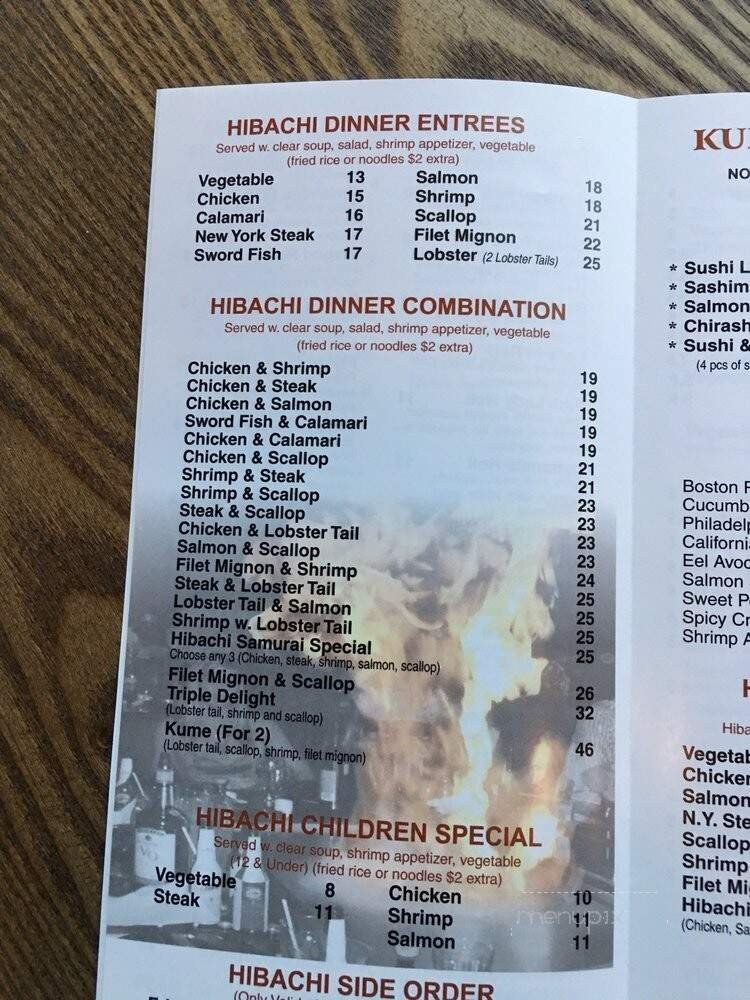 HIBACHI DINNER ENTREES
Served w. clear soup, salad, shrimp appetizer, vegetable
(fried rice or noodles $2 extra)
Vegetable 13
Chicken 15
Calamari 16
New York Steak 17
Sword Fish 17
Salmon 18
Shrimp 18
Scallop 21
Filet Mignon 22
Lobster (2 Lobster Tails) 25
HIBACHI DINNER COMBINATION
Served w. clear soup, salad, shrimp appetizer, vegetable
(fried rice or noodles $2 extra)
Chicken & Shrimp 19
Chicken & Steak 19
Chicken & Salmon 19
Sword Fish & Calamari 19
Chicken & Calamari 19
Chicken & Scallop 21
Shrimp & Steak 21
Shrimp & Scallop 23
Steak & Scallop 23
Chicken & Lobster Tail 23
Salmon & Scallop 23
Filet Mignon & Shrimp 24
Steak & Lobster Tail 25
Lobster Tail & Salmon 25
Shrimp w. Lobster Tail 25
Hibachi Samurai Special 25
Choose any 3 (Chicken, steak, shrimp, salmon, scallop)
Filet Mignon & Scallop 26
Triple Delight 32
(Lobster tail, shrimp and scallop)
Kume (For 2) 46
(Lobster tail, scallop, shrimp, filet mignon)
HIBACHI CHILDREN SPECIAL
Served w. clear soup, shrimp appetizer, vegetable
(12 & Under) (fried rice or noodles $2 extra)
Vegetable 8
Steak 11
Chicken 10
Shrimp 11
Salmon 11
HIBACHI SIDE ORDER
(Only
KU
NO
* Sushi L
* Sashim
* Salmon
* Chirash
* Sushi &
(4 pcs of s
Boston
Cucumb
Philadelp
California
Eel Avoc
Salmon
Sweet P
Spicy Cr
Shrimp A
H
Hiba
Vegetab
Chicken
Salmon
N.Y. Ste
Scallop
Shrimp
Filet Mi
Hibachi
(Chicken, Sa
menupix